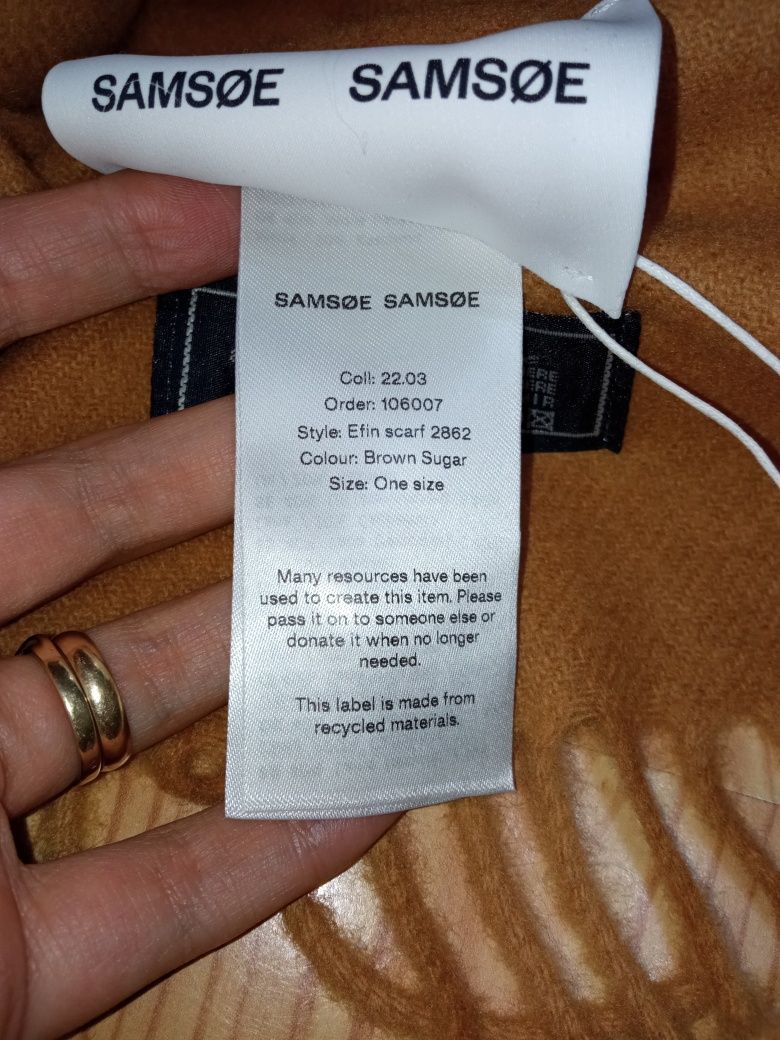 SAMSØE SAMSØE
SAMSØE SAMSØE
Coll: 22.03
Order: 106007
Style: Efin scarf 2862
Colour: Brown Sugar
Size: One size
Many resources have been
used to create this item. Please
pass it on to someone else or
donate it when no longer
needed.
This label is made from
recycled materials.